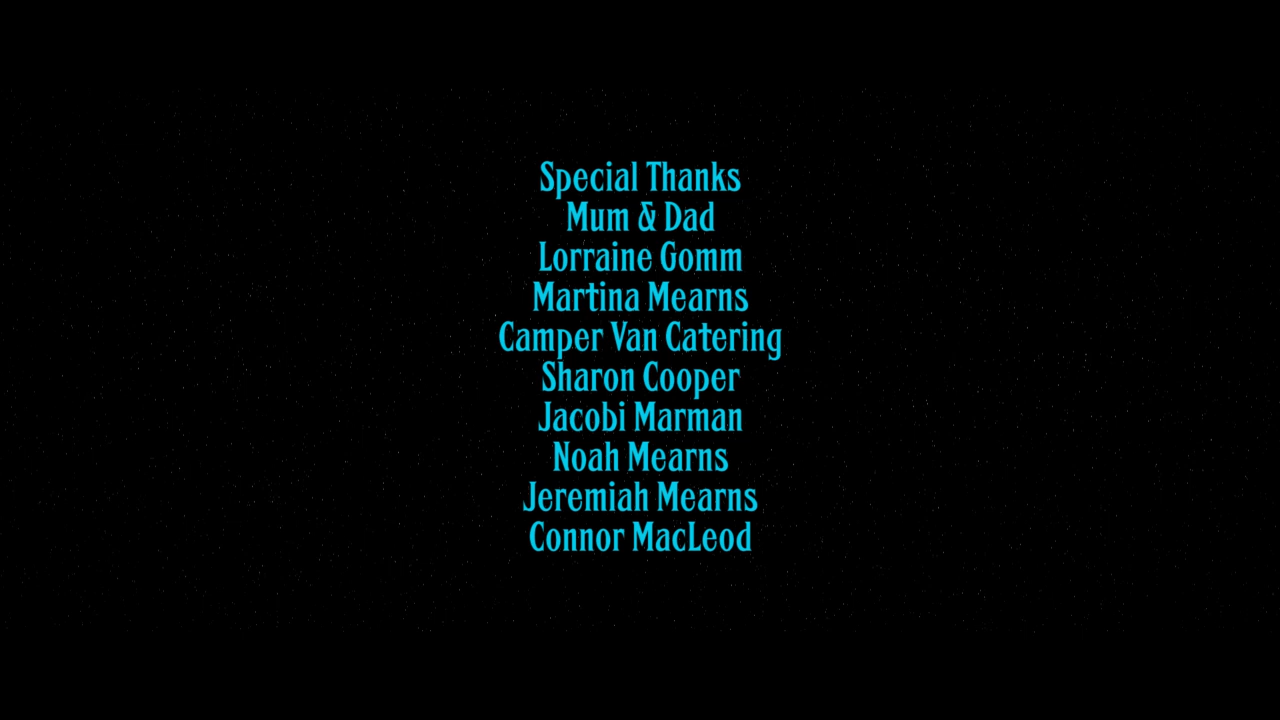 Special Thanks
Mum & Dad
Lorraine Gomm
Martina Mearns
Camper Van Catering
Sharon Cooper
Jacobi Marman
Noah Mearns
Jeremiah Mearns
Connor MacLeod